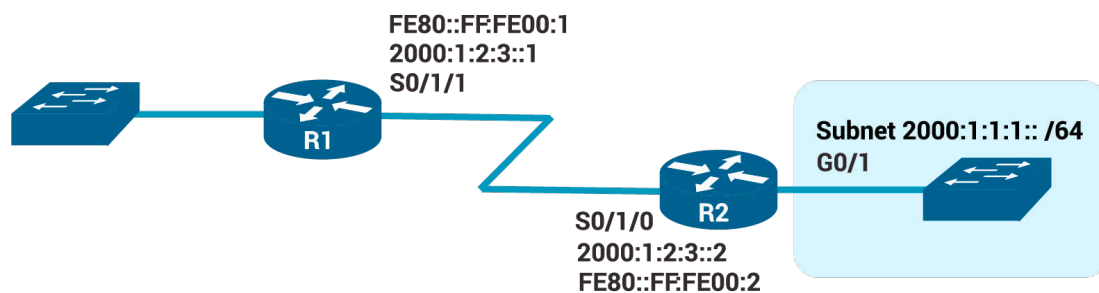 FE80::FF:FE00:1
2000:1:2:3::1
S0/1/1
R1
Subnet 2000:1:1:1:: /64
G0/1
R2
S0/1/0
2000:1:2:3::2
FE80::FF:FE00:2